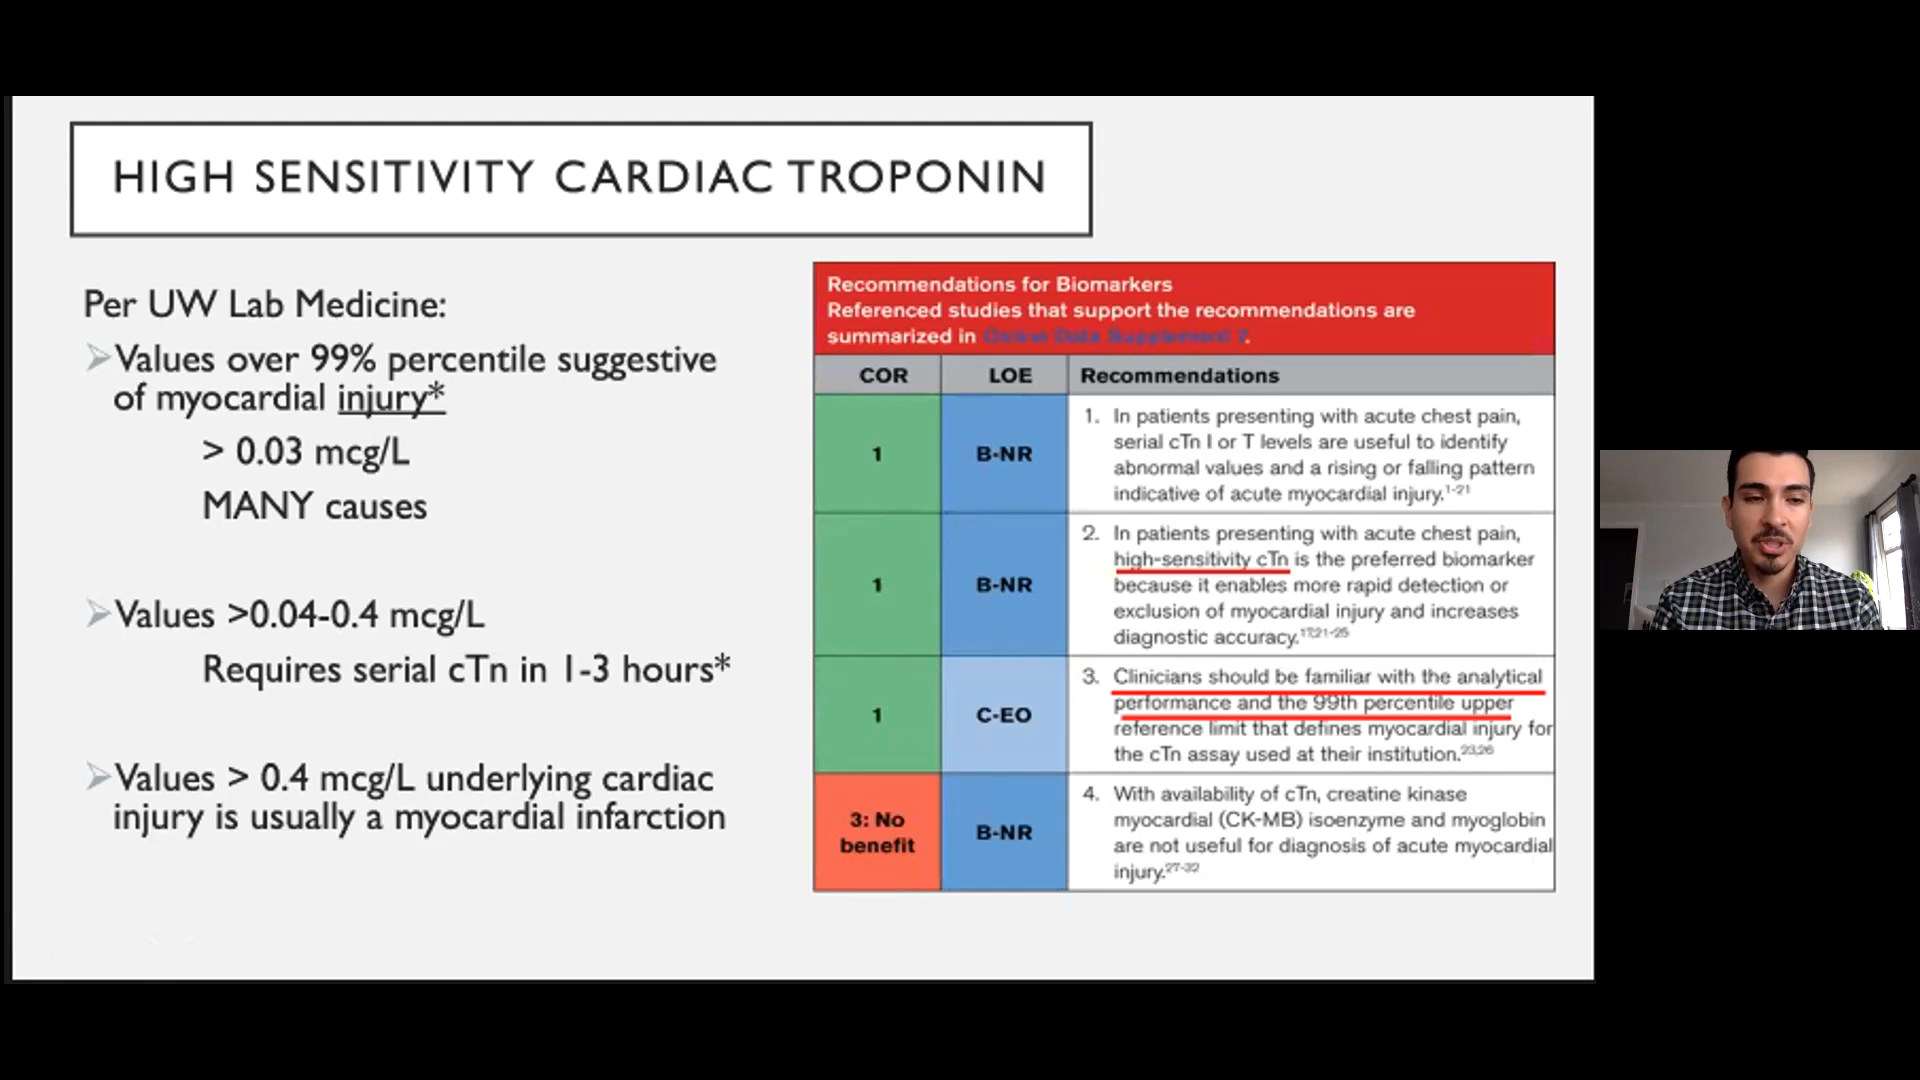 HIGH SENSITIVITY CARDIAC TROPONIN
Per UW Lab Medicine:
Values over 99% percentile suggestive
of myocardial injury*
> 0.03 mcg/L
MANY causes
Values >0.04-0.4 mcg/L
Requires serial cTn in 1-3 hours*
Values > 0.4 mcg/L underlying cardiac
injury is usually a myocardial infarction
Recommendations for Biomarkers
Referenced studies that support the recommendations are
summarized in Online Data Supplement 7.
COR LOE Recommendations
1 B-NR
1. In patients presenting with acute chest pain,
serial cTn I or T levels are useful to identify
abnormal values and a rising or falling pattern
indicative of acute myocardial injury.1-21
1 B-NR
2. In patients presenting with acute chest pain,
high-sensitivity cTn is the preferred biomarker
because it enables more rapid detection or
exclusion of myocardial injury and increases
diagnostic accuracy.17,21-25
1 C-EO
3. Clinicians should be familiar with the analytical
performance and the 99th percentile upper
reference limit that defines myocardial injury for
the cTn assay used at their institution.23,26
3: No
benefit
B-NR
4. With availability of cTn, creatine kinase
myocardial (CK-MB) isoenzyme and myoglobin
are not useful for diagnosis of acute myocardial
injury.27-32